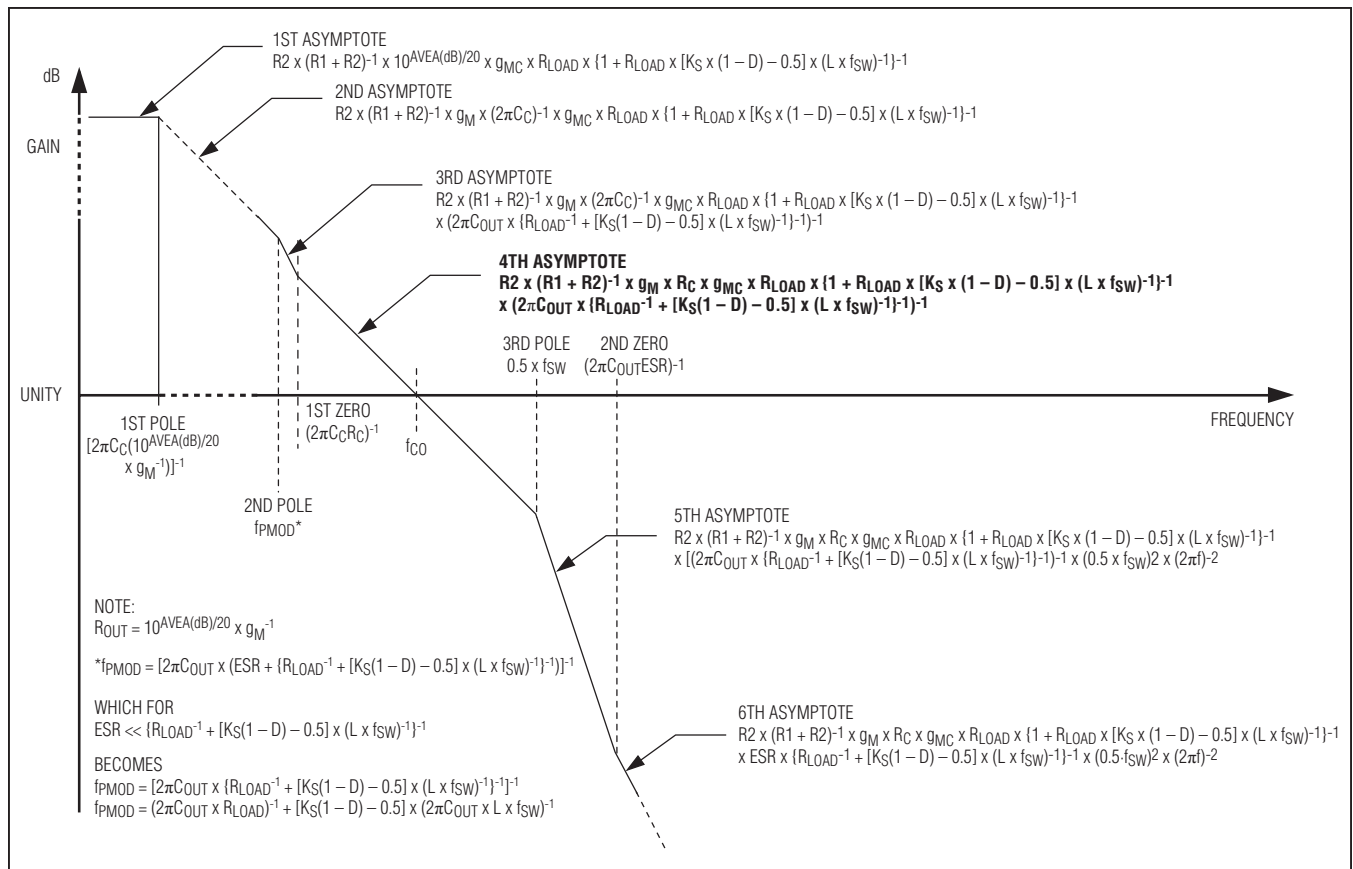 1ST ASYMPTOTE
R2 x (R1 + R2)-1 x 10AVEA(dB)/20 x gMC x RLOAD x {1 + RLOAD x [KS x (1 – D) – 0.5] x (L x fSW)-1}-1
dB
2ND ASYMPTOTE
R2 x (R1 + R2)-1 x gM x (2πCC)-1 x gMC x RLOAD x {1 + RLOAD x [KS x (1 – D) – 0.5] x (L x fSW)-1}-1
GAIN
3RD ASYMPTOTE
R2 x (R1 + R2)-1 x gM x (2πCC)-1 x gMC x RLOAD x {1 + RLOAD x [KS x (1 – D) – 0.5] x (L x fSW)-1}-1
x (2πCOUT x {RLOAD-1 + [KS(1 – D) – 0.5] x (L x fSW)-1}-1)-1
4TH ASYMPTOTE
R2 x (R1 + R2)-1 x gM x RC x gMC x RLOAD x {1 + RLOAD x [KS x (1 – D) – 0.5] x (L x fSW)-1}-1
x (2πCOUT x {RLOAD-1 + [KS(1 – D) – 0.5] x (L x fSW)-1}-1)-1
3RD POLE
0.5 x fSW
2ND ZERO
(2πCOUTESR)-1
UNITY
FREQUENCY
1ST POLE
[2πCC(10AVEA(dB)/20
x gM-1)]-1
1ST ZERO
(2πCCRC)-1
fCO
2ND POLE
fPMOD*
5TH ASYMPTOTE
R2 x (R1 + R2)-1 x gM x RC x gMC x RLOAD x {1 + RLOAD x [KS x (1 – D) – 0.5] x (L x fSW)-1}-1
x [(2πCOUT x {RLOAD-1 + [KS(1 – D) – 0.5] x (L x fSW)-1}-1)-1 x (0.5 x fSW)2 x (2πf)-2
NOTE:
ROUT = 10AVEA(dB)/20 x gM-1
*fPMOD = [2πCOUT x (ESR + {RLOAD-1 + [KS(1 – D) – 0.5] x (L x fSW)-1}-1)]-1
WHICH FOR
ESR << {RLOAD-1 + [KS(1 – D) – 0.5] x (L x fSW)-1}-1
BECOMES
fPMOD = [2πCOUT x {RLOAD-1 + [KS(1 – D) – 0.5] x (L x fSW)-1}-1]-1
fPMOD = (2πCOUT x RLOAD)-1 + [KS(1 – D) – 0.5] x (2πCOUT x L x fSW)-1
6TH ASYMPTOTE
R2 x (R1 + R2)-1 x gM x RC x gMC x RLOAD x {1 + RLOAD x [KS x (1 – D) – 0.5] x (L x fSW)-1}-1
x ESR x {RLOAD-1 + [KS(1 – D) – 0.5] x (L x fSW)-1}-1 x (0.5·fSW)2 x (2πf)-2